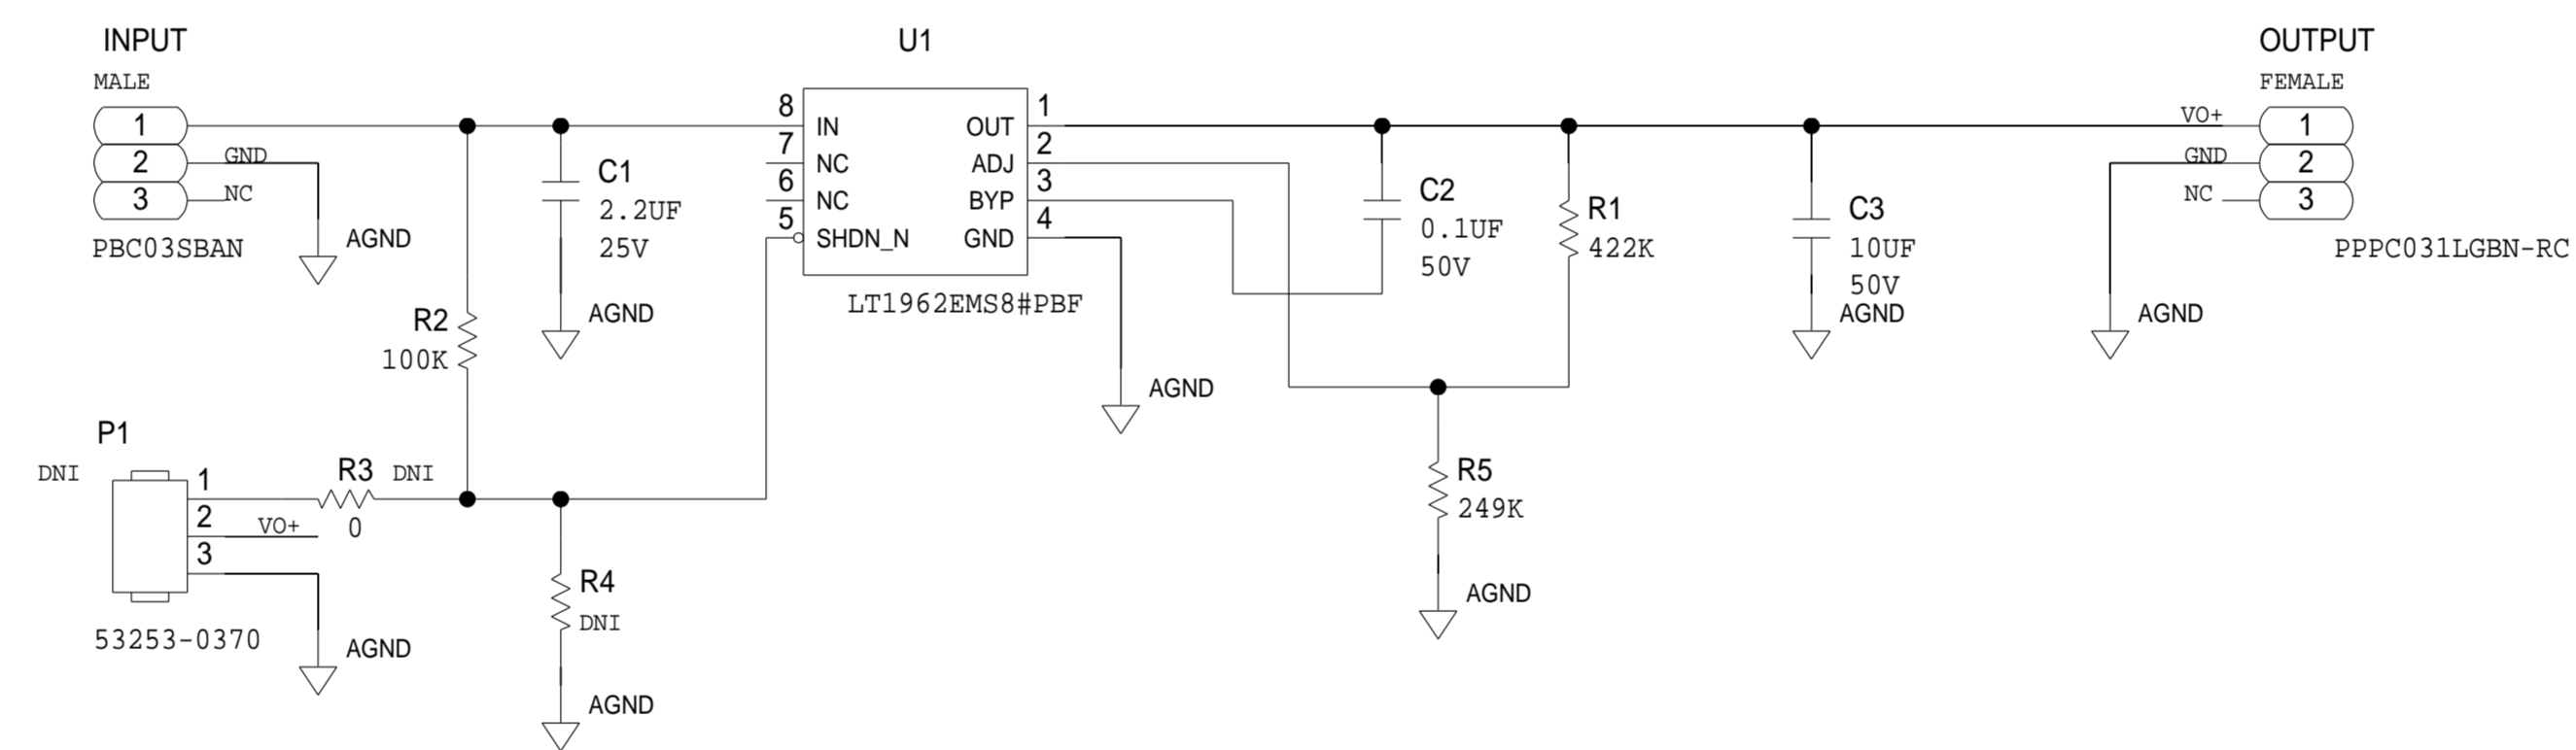 INPUT
MALE
1
2
3
GND
NC
PBC03SBAN
AGND
R2
100K
C1
2.2UF
25V
AGND
U1
8
7
6
5
IN
NC
NC
SHDN_N
OUT
ADJ
BYP
GND
1
2
3
4
LT1962EMS8#PBF
AGND
C2
0.1UF
50V
R1
422K
C3
10UF
50V
AGND
OUTPUT
FEMALE
VO+
GND
NC
1
2
3
PPPC031LGBN-RC
AGND
P1
DNI
1
2
3
VO+
R3
DNI
0
53253-0370
AGND
R4
DNI
AGND
R5
249K
AGND